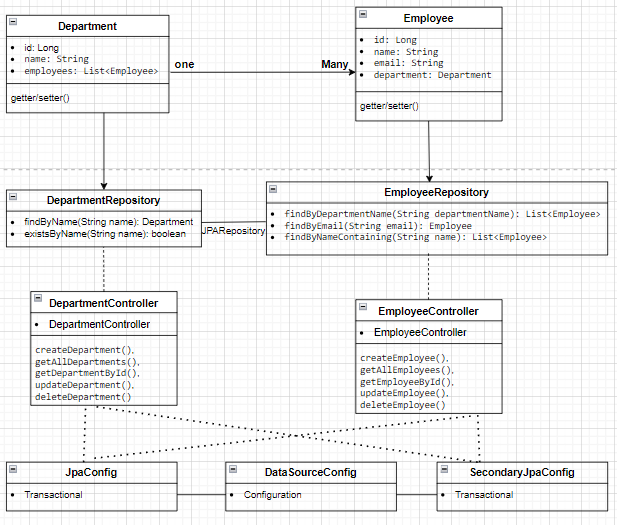 Department
id: Long
name: String
employees: List<Employee>
getter/setter()
one
Many
Employee
id: Long
name: String
email: String
department: Department
getter/setter()
DepartmentRepository
findByName(String name): Department
existsByName(String name): boolean
JPARepository
EmployeeRepository
findByDepartmentName(String departmentName): List<Employee>
findByEmail(String email): Employee
findByNameContaining(String name): List<Employee>
DepartmentController
DepartmentController
createDepartment(),
getAllDepartments(),
getDepartmentById(),
updateDepartment(),
deleteDepartment()
EmployeeController
EmployeeController
createEmployee(),
getAllEmployees(),
getEmployeeById(),
updateEmployee(),
deleteEmployee()
JpaConfig
Transactional
DataSourceConfig
Configuration
SecondaryJpaConfig
Transactional